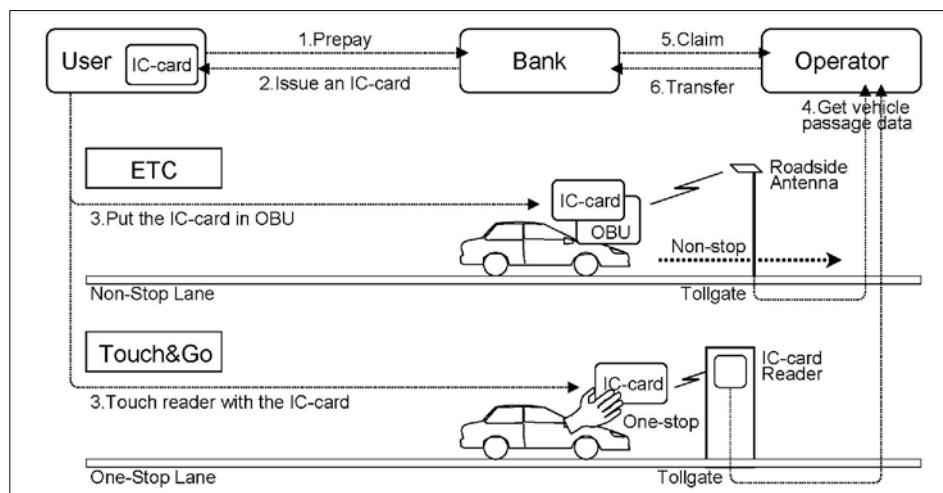 User
IC-card
1.Prepay
2.Issue an IC-card
Bank
5.Claim
6.Transfer
Operator
4.Get vehicle
passage data
ETC
3.Put the IC-card in OBU
IC-card
OBU
Roadside
Antenna
Non-stop
Non-Stop Lane
Tollgate
Touch&Go
3.Touch reader with the IC-card
IC-card
One-stop
IC-card
Reader
One-Stop Lane
Tollgate